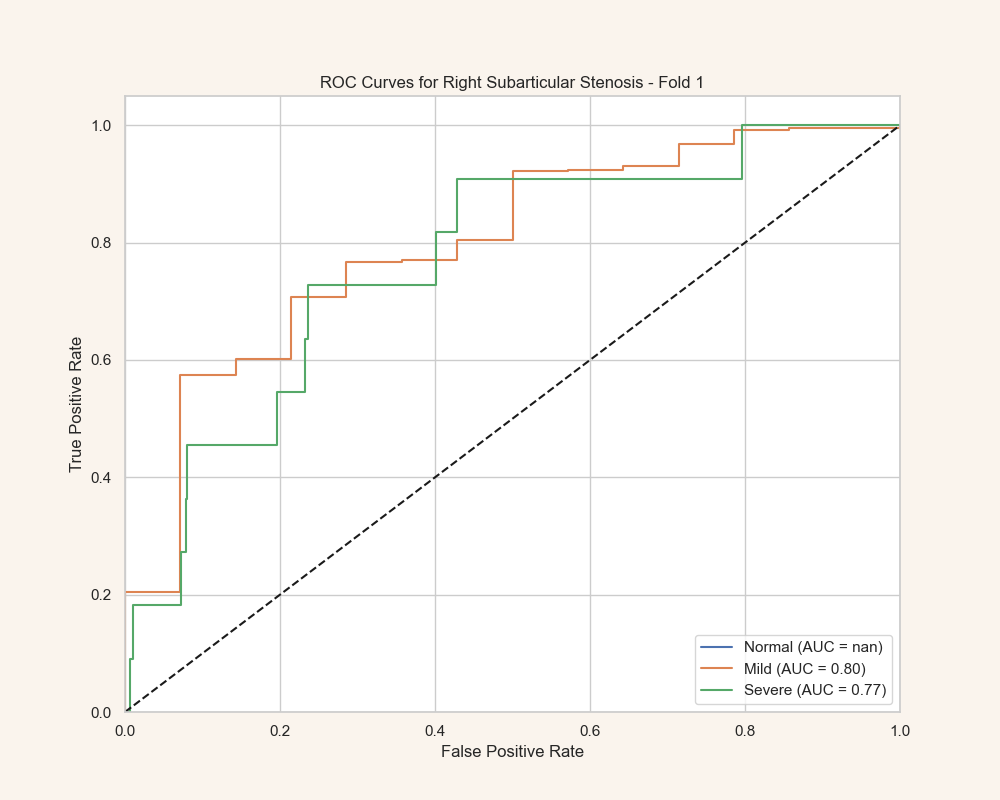 ROC Curves for Right Subarticular Stenosis - Fold 1
1.0
0.8
0.6
0.4
0.2
0.0
True Positive Rate
0.0 0.2 0.4 0.6 0.8 1.0
False Positive Rate
Normal (AUC = nan)
Mild (AUC = 0.80)
Severe (AUC = 0.77)